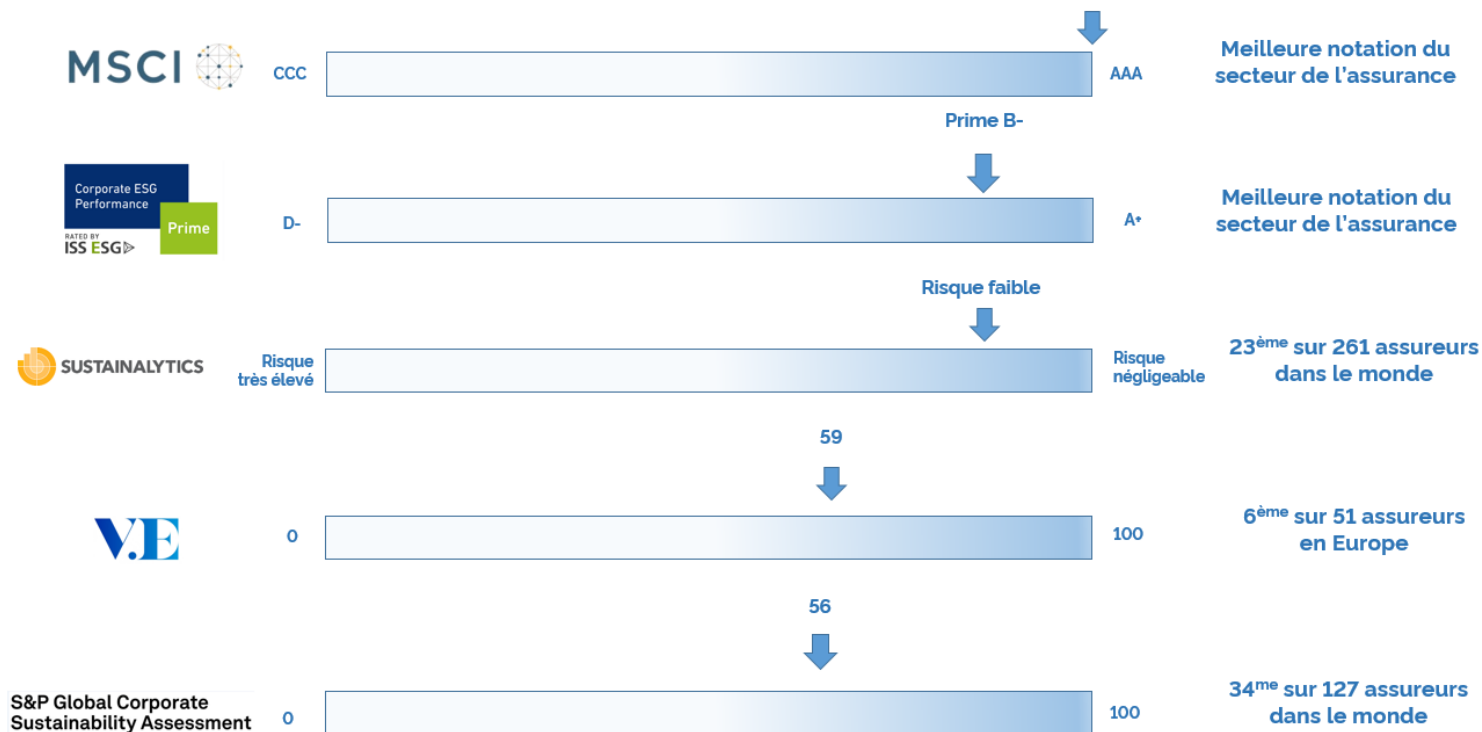 MSCI
CCC
AAA
Meilleure notation du
secteur de l'assurance
Prime B-
Corporate ESG
Performance
Prime
RATED BY
ISS ESG
D-
A+
Meilleure notation du
secteur de l'assurance
Risque faible
SUSTAINALYTICS
Risque
très élevé
Risque
négligeable
23ème sur 261 assureurs
dans le monde
59
V.E
0
100
6ème sur 51 assureurs
en Europe
56
S&P Global Corporate
Sustainability Assessment
0
100
34me sur 127 assureurs
dans le monde